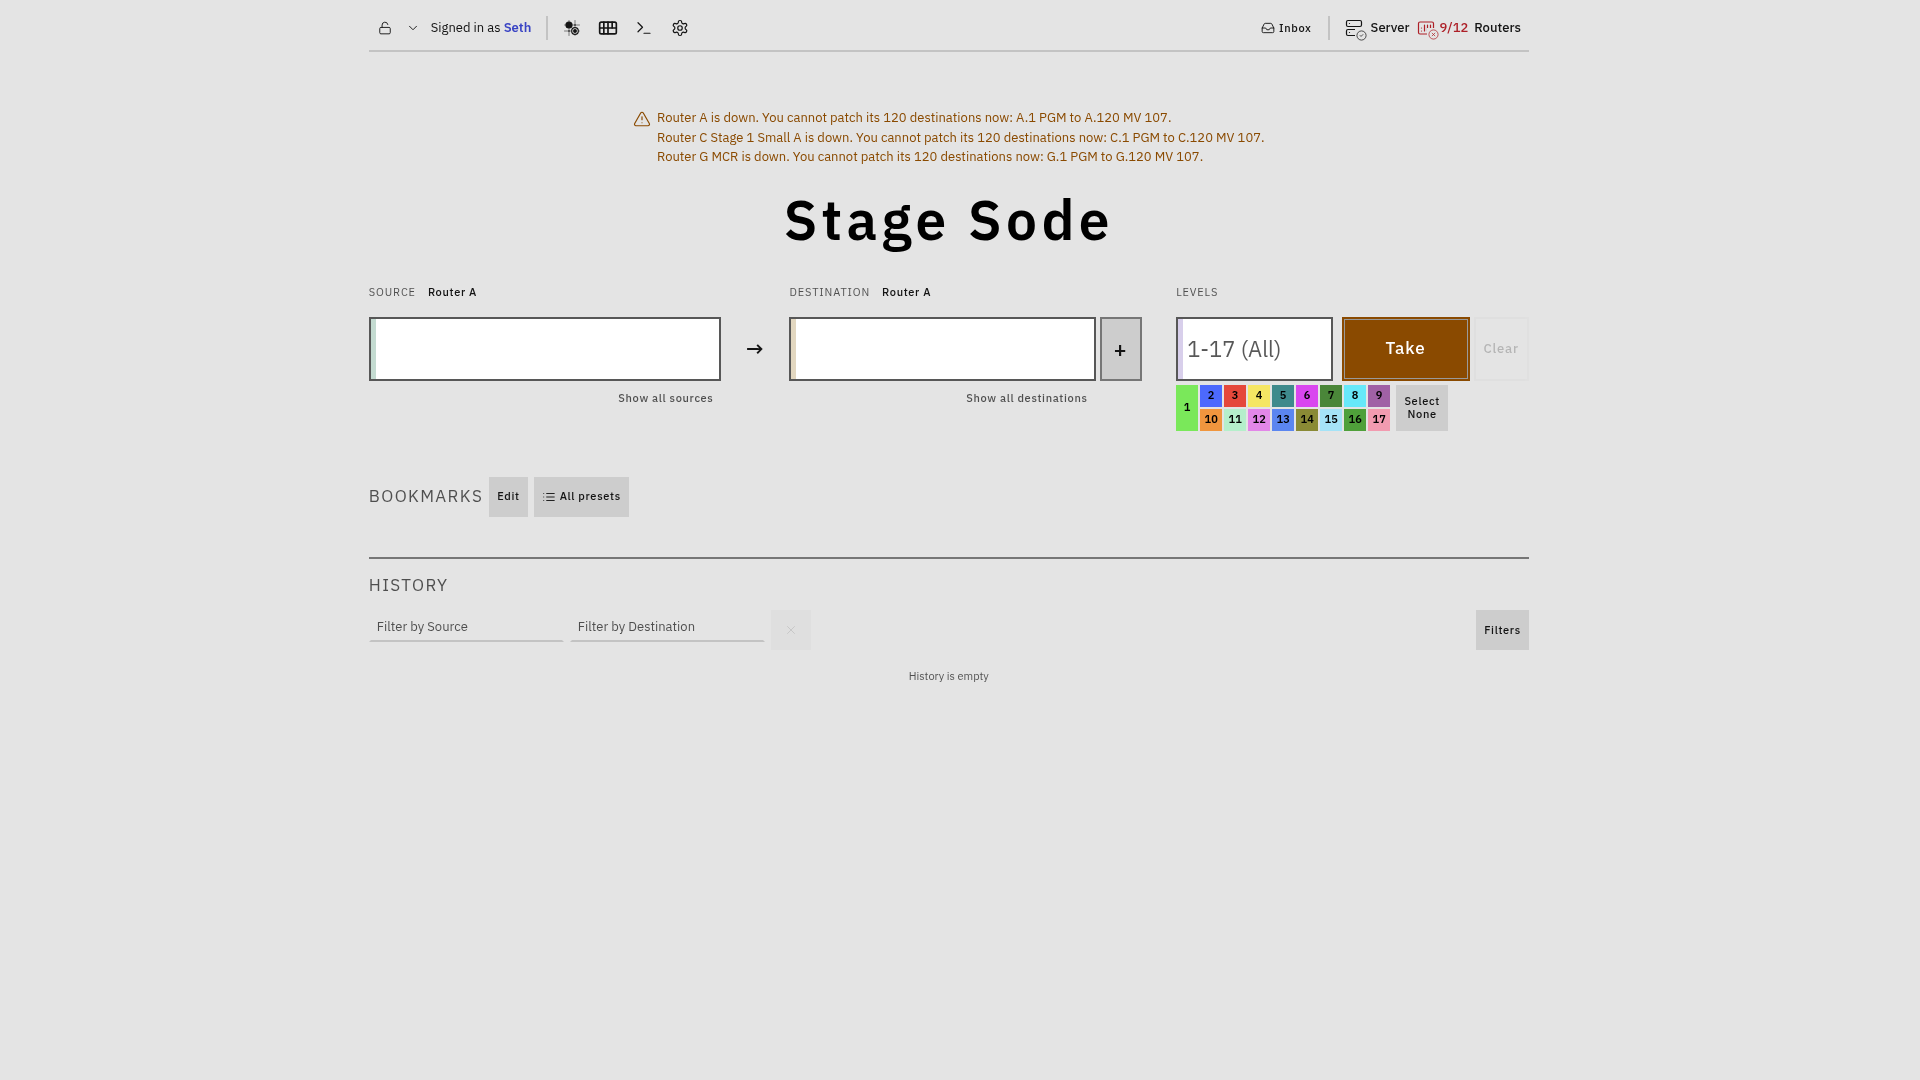 Signed in as Seth
Inbox
Server
9/12 Routers
Router A is down. You cannot patch its 120 destinations now: A.1 PGM to A.120 MV 107.
Router C Stage 1 Small A is down. You cannot patch its 120 destinations now: C.1 PGM to C.120 MV 107.
Router G MCR is down. You cannot patch its 120 destinations now: G.1 PGM to G.120 MV 107.
Stage Sode
SOURCE Router A
DESTINATION Router A
LEVELS
→
+
1-17 (All)
Take
Clear
Show all sources
Show all destinations
1 2 3 4 5 6 7 8 9
10 11 12 13 14 15 16 17
Select
None
BOOKMARKS
Edit
All presets
HISTORY
Filter by Source
Filter by Destination
Filters
History is empty